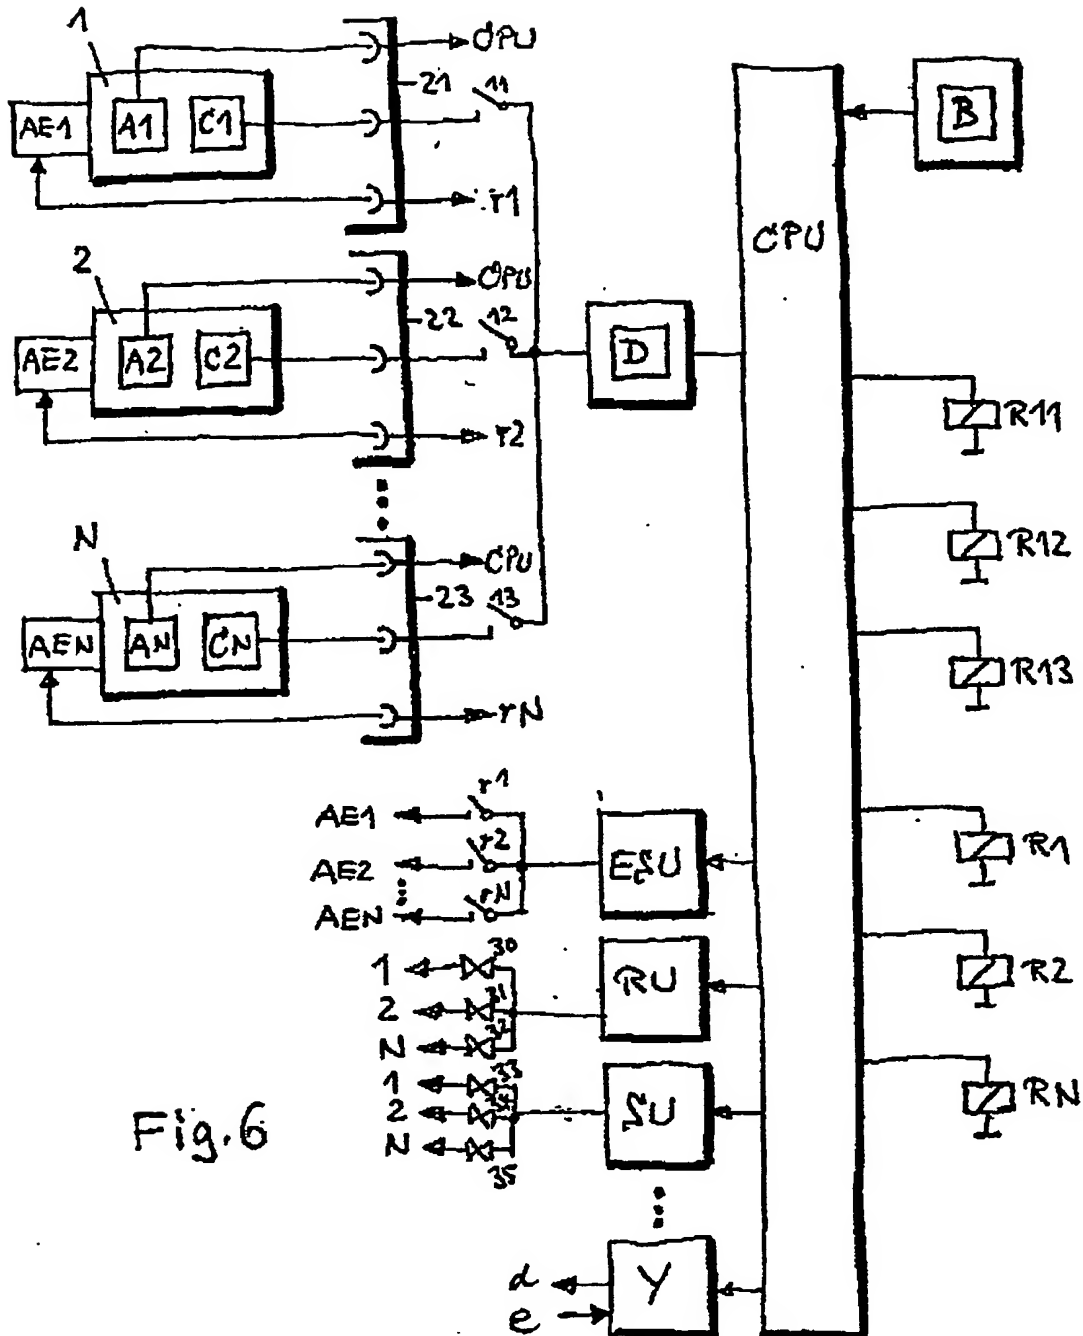 1
CPU
21
11
AE1
A1
C1
r1
2
CPU
22
12
AE2
A2
C2
r2
D
CPU
B
N
CPU
23
13
AEN
AN
CN
rN
R11
R12
R13
AE1
r1
AE2
r2
AEN
rN
ESU
R1
1
30
2
31
N
RU
R2
1
33
2
N
35
SU
RN
Fig.6
d
e
Y